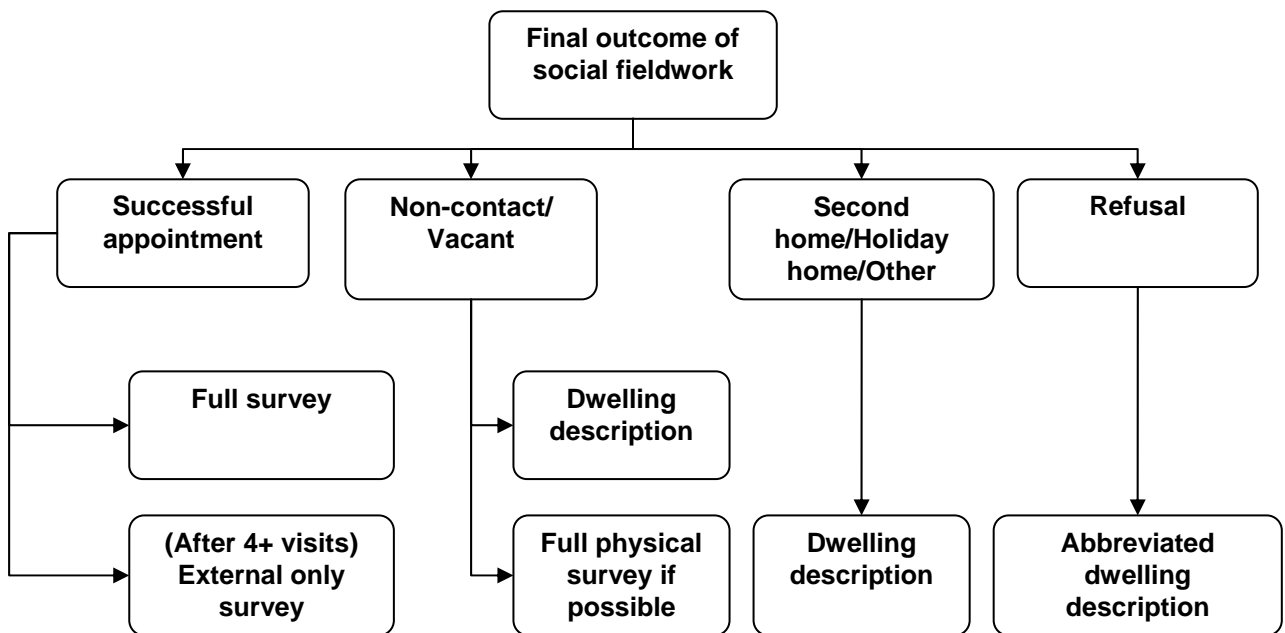 Final outcome of
social fieldwork
Successful
appointment
Non-contact/
Vacant
Second
home/Holiday
home/Other
Refusal
Full survey
Dwelling
description
(After 4+ visits)
External only
survey
Full physical
survey if
possible
Dwelling
description
Abbreviated
dwelling
description